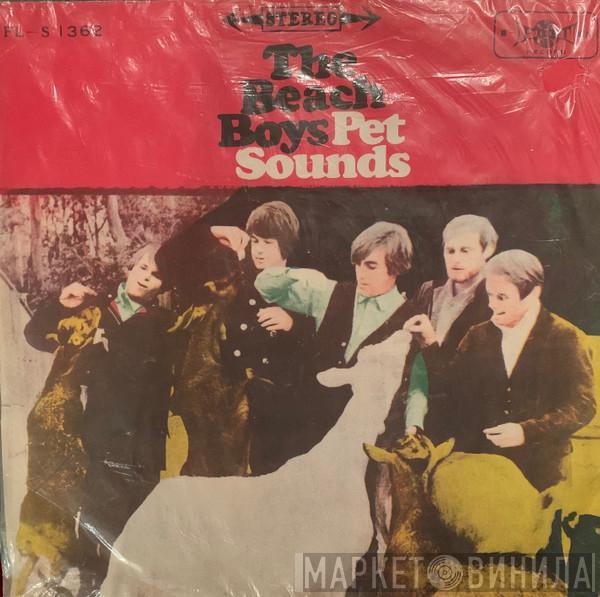 STEREO
FL-S 1362
The
Beach
Boys Pet
Sounds
МАРКЕТ ВИНИЛА